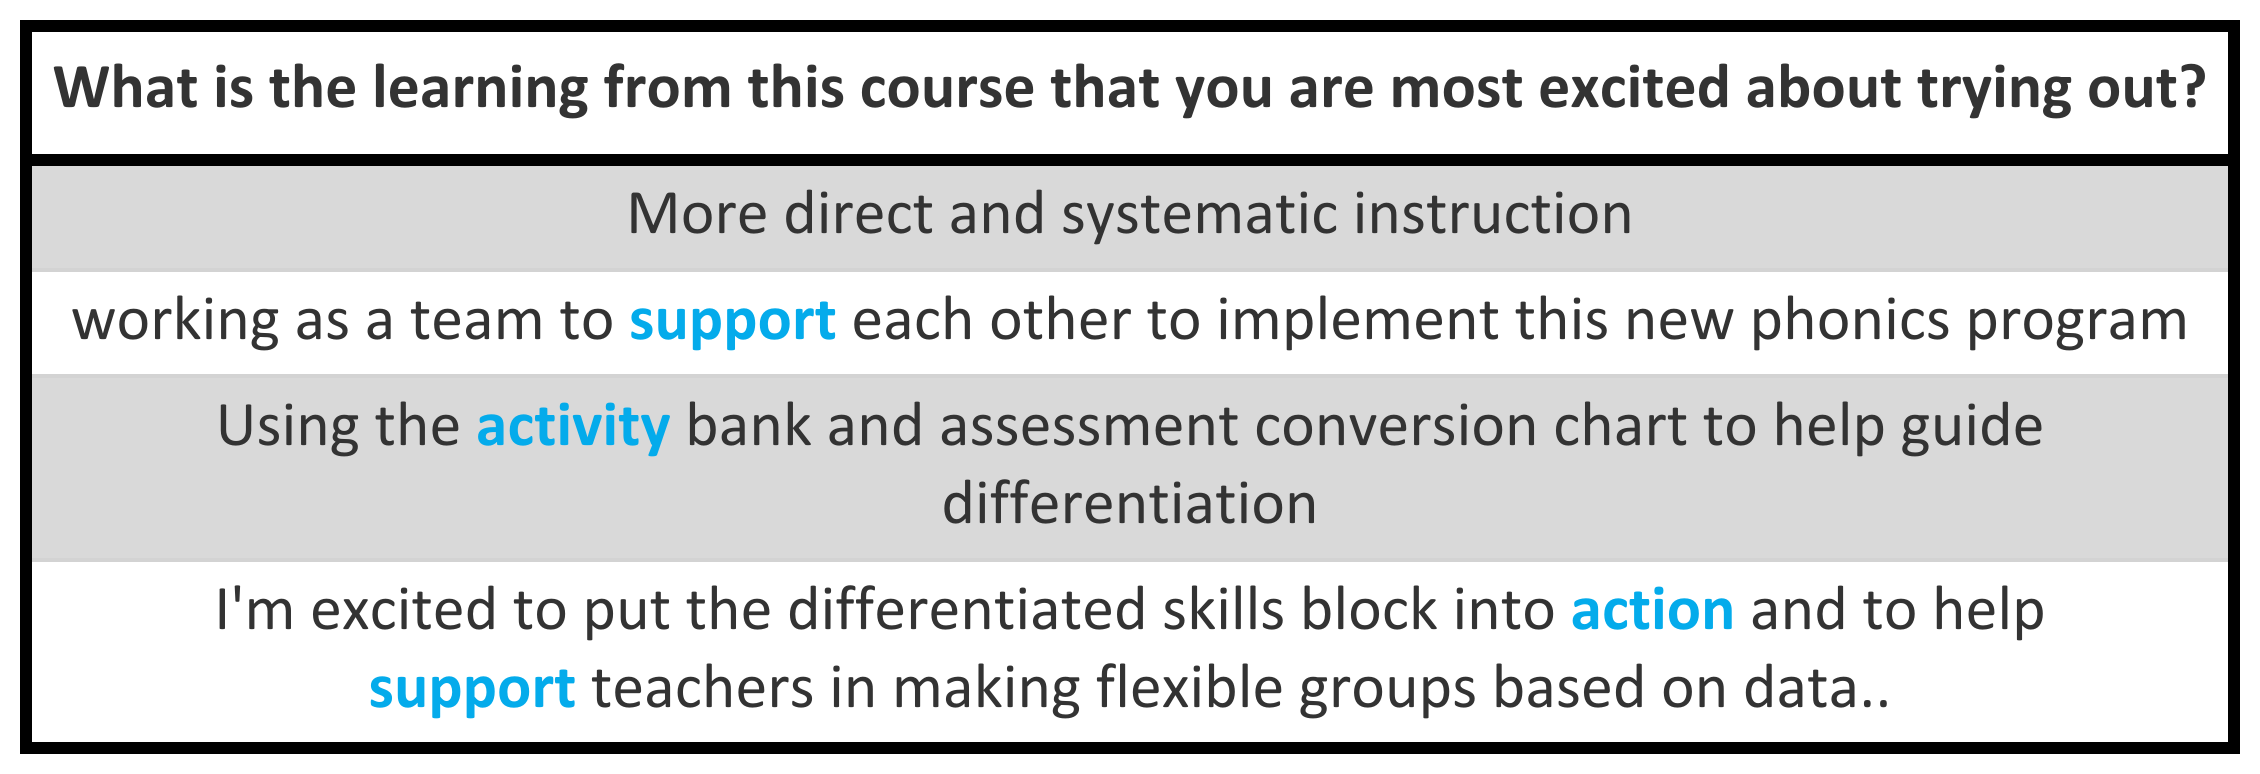 What is the learning from this course that you are most excited about trying out?
More direct and systematic instruction
working as a team to support each other to implement this new phonics program
Using the activity bank and assessment conversion chart to help guide
differentiation
I'm excited to put the differentiated skills block into action and to help
support teachers in making flexible groups based on data..